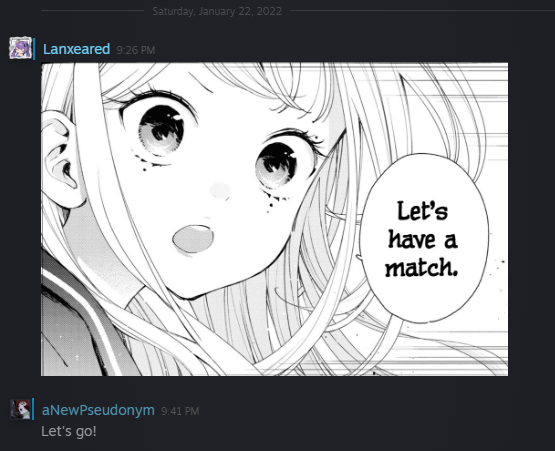 Saturday, January 22, 2022
Lanxeared 9:26 PM
Let's
have a
match.
aNewPseudonym 9:41 PM
Let's go!